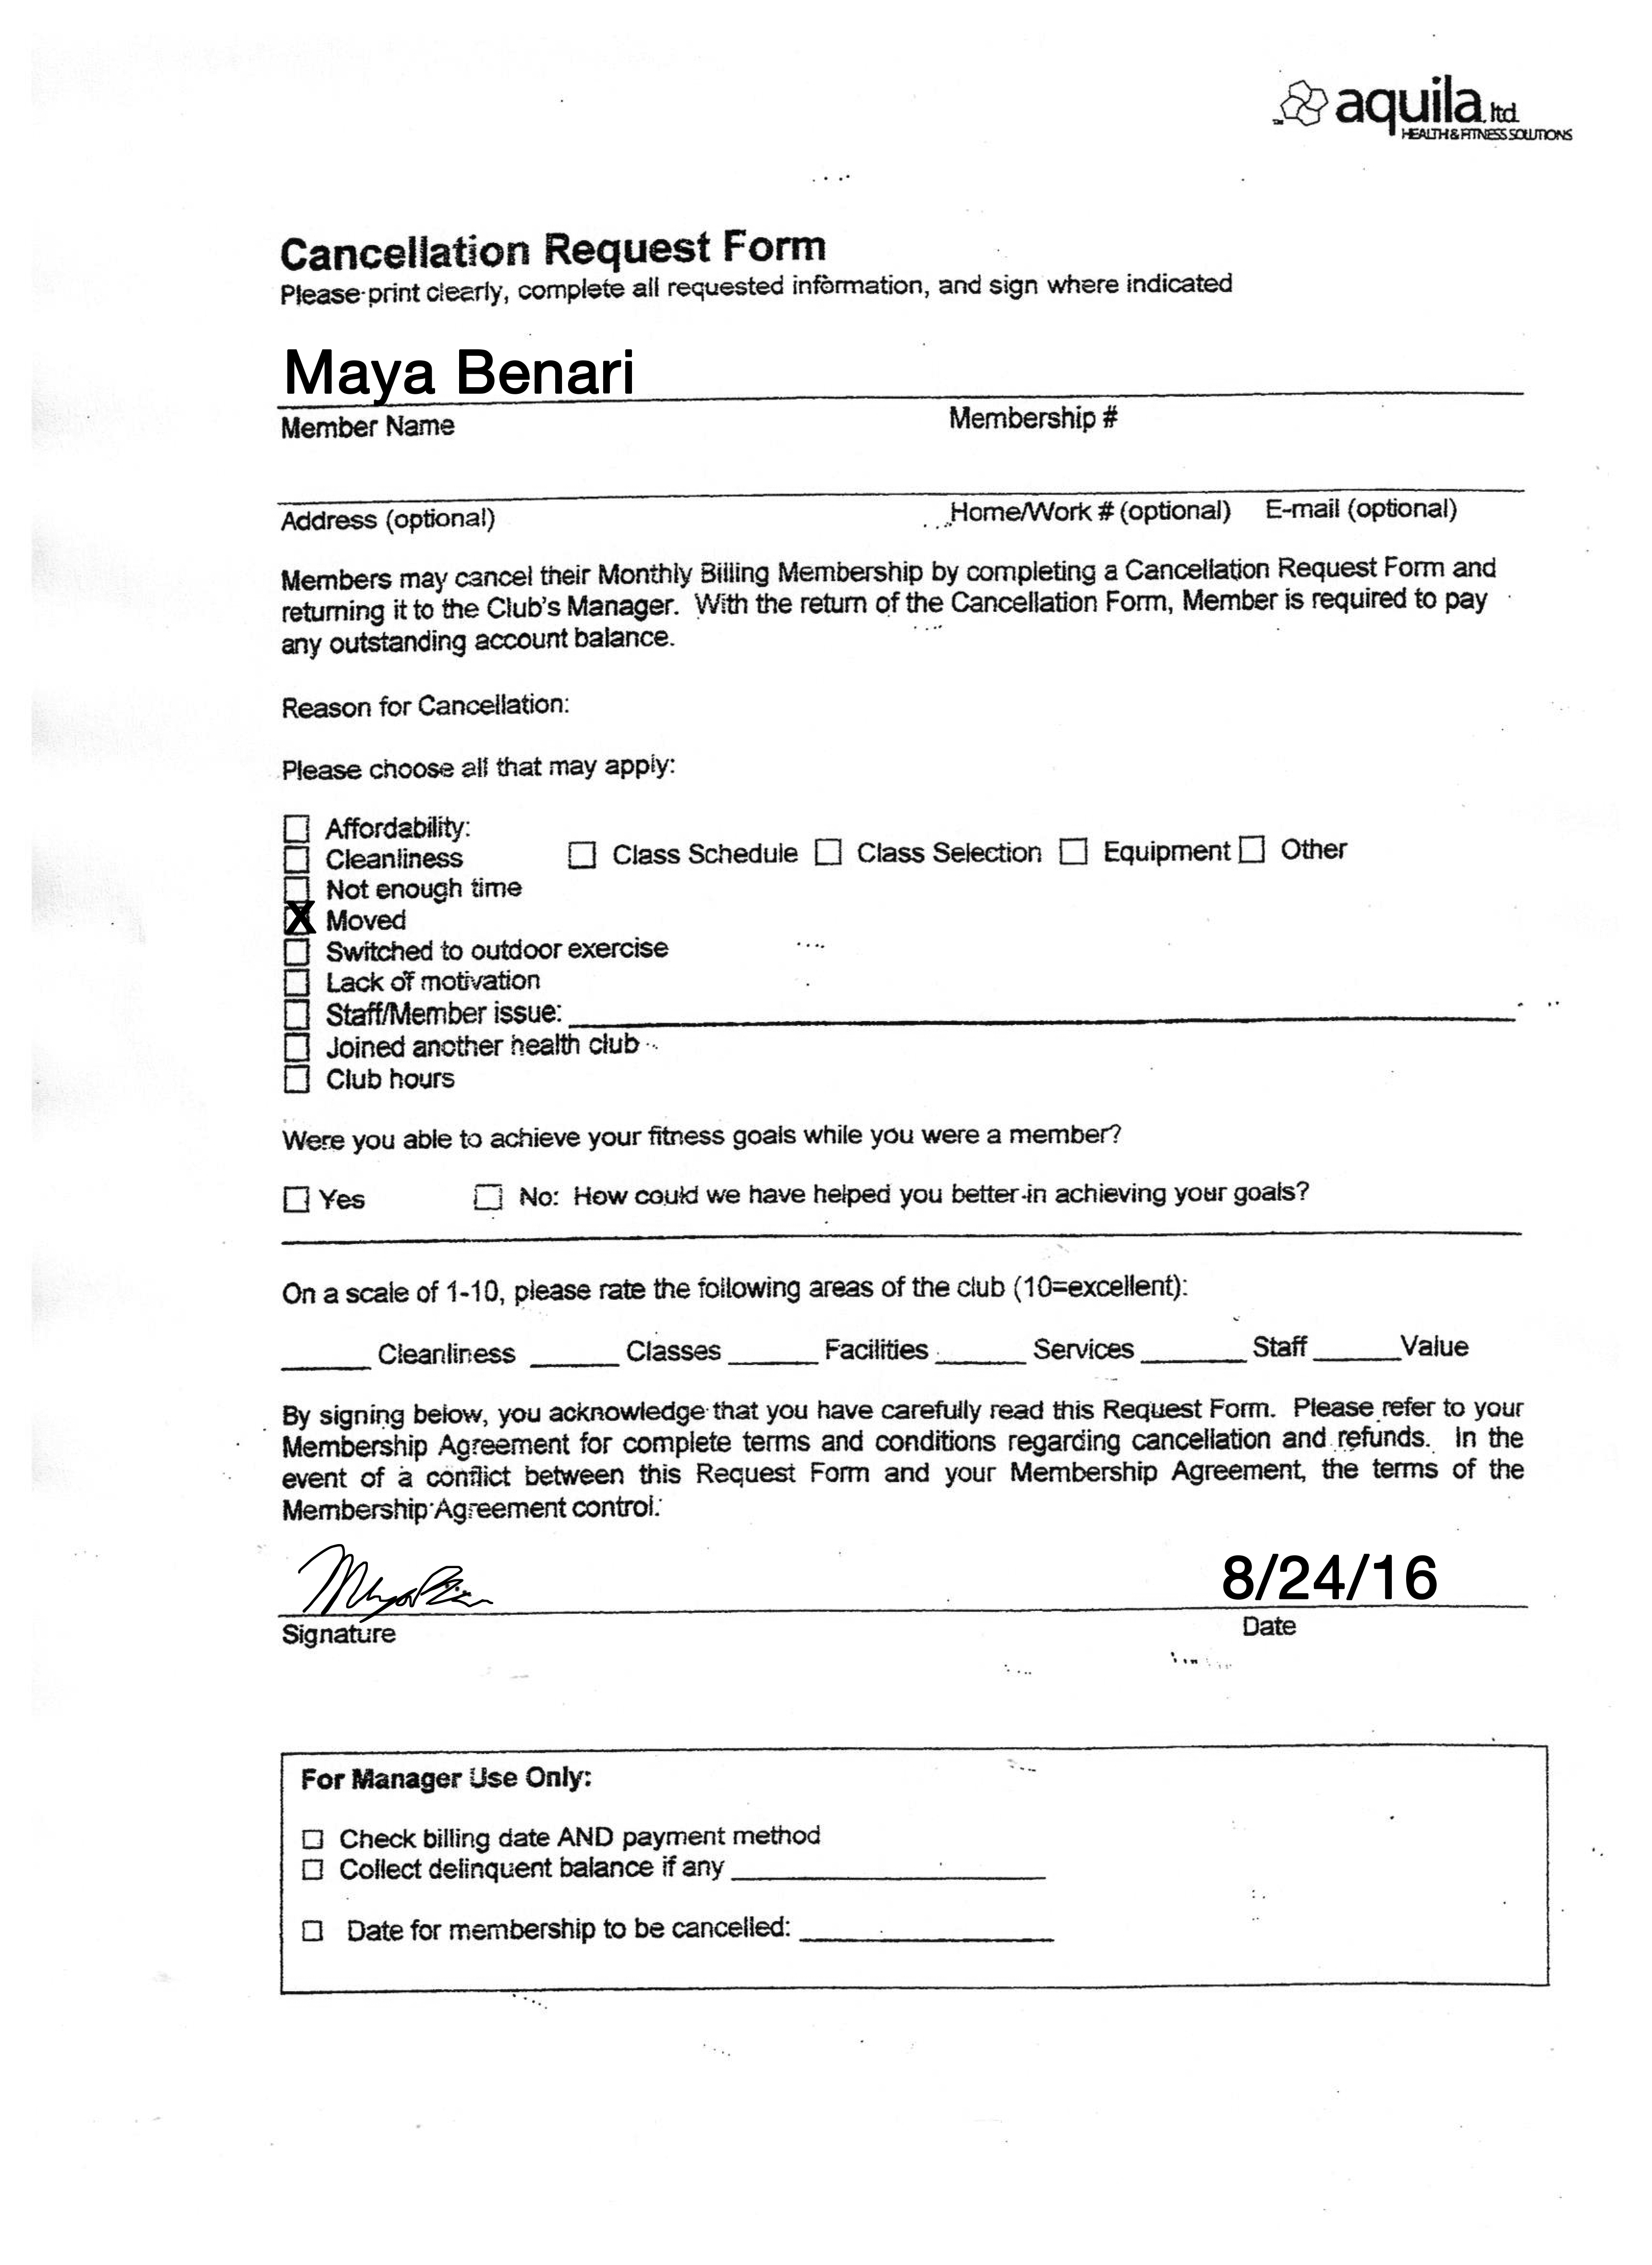 aquila ltd.
HEALTH & FITNESS SOLUTIONS
Cancellation Request Form
Please print clearly, complete all requested information, and sign where indicated
Maya Benari
Member Name Membership #
Address (optional) Home/Work # (optional) E-mail (optional)
Members may cancel their Monthly Billing Membership by completing a Cancellation Request Form and
returning it to the Club's Manager. With the return of the Cancellation Form, Member is required to pay
any outstanding account balance.
Reason for Cancellation:
Please choose all that may apply:
☐ Affordability:
☐ Cleanliness ☐ Class Schedule ☐ Class Selection ☐ Equipment ☐ Other
☐ Not enough time
☒ Moved
☐ Switched to outdoor exercise
☐ Lack of motivation
☐ Staff/Member issue: ____
☐ Joined another health club
☐ Club hours
Were you able to achieve your fitness goals while you were a member?
☐ Yes ☐ No: How could we have helped you better in achieving your goals?
On a scale of 1-10, please rate the following areas of the club (10=excellent):
____ Cleanliness ____ Classes ____ Facilities ____ Services ____ Staff ____ Value
By signing below, you acknowledge that you have carefully read this Request Form. Please refer to your
Membership Agreement for complete terms and conditions regarding cancellation and refunds. In the
event of a conflict between this Request Form and your Membership Agreement, the terms of the
Membership Agreement control.
8/24/16
Signature Date
For Manager Use Only:
☐ Check billing date AND payment method
☐ Collect delinquent balance if any ____
☐ Date for membership to be cancelled: ____